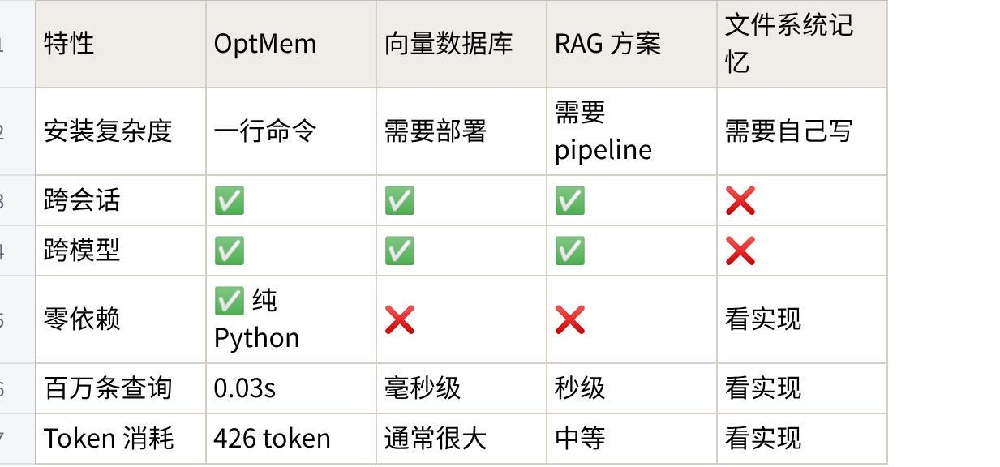 特性 OptMem 向量数据库 RAG 方案 文件系统记
忆
安装复杂度 一行命令 需要部署 需要 需要自己写
pipeline
跨会话 ✅ ✅ ✅ ❌
跨模型 ✅ ✅ ✅ ❌
零依赖 ✅ 纯 ❌ ❌ 看实现
Python
百万条查询 0.03s 毫秒级 秒级 看实现
Token 消耗 426 token 通常很大 中等 看实现